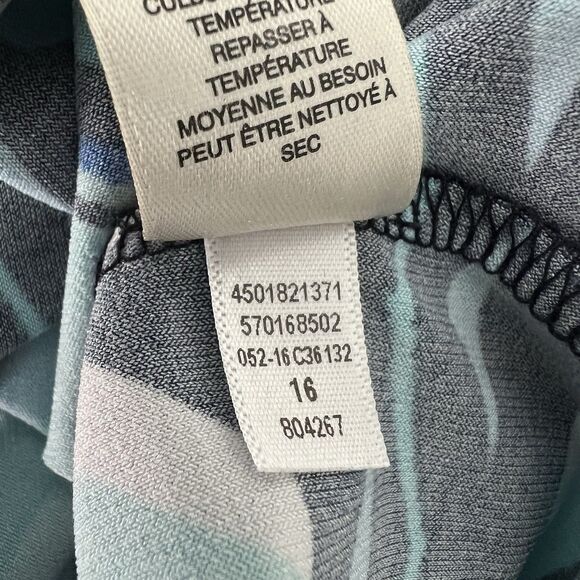 TEMPÉRATURE
REPASSER À
TEMPÉRATURE
MOYENNE AU BESOIN
PEUT ÊTRE NETTOYÉ À
SEC
4501821371
570168502
052-16 C36132
16
804267